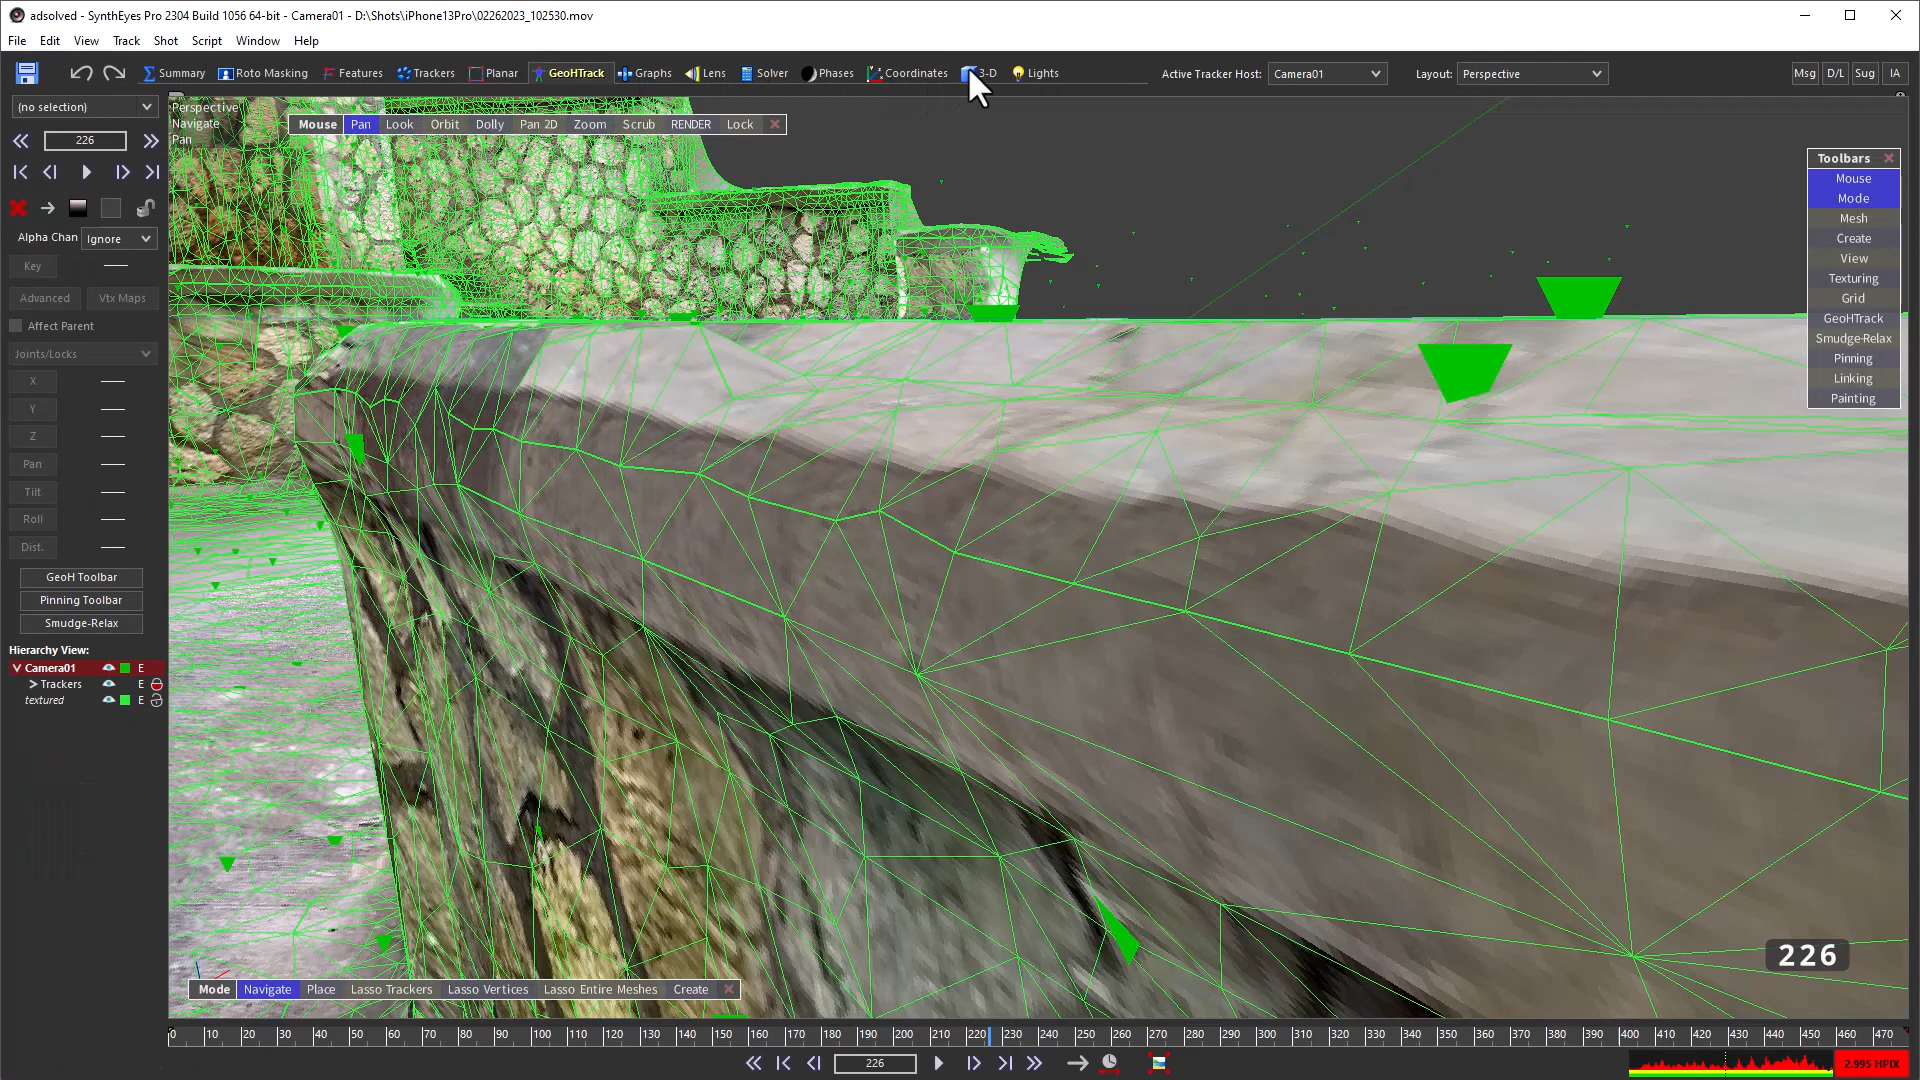 adsolved - SynthEyes Pro 2304 Build 1056 64-bit - Camera01 - D:\Shots\iPhone13Pro\02262023_102530.mov
File Edit View Track Shot Script Window Help
Summary Roto Masking Features Trackers Planar GeoHTrack Graphs Lens Solver Phases Coordinates 3-D Lights Active Tracker Host: Camera01 Layout: Perspective Msg D/L Sug IA
(no selection)
Perspective
Navigate
Pan
Mouse Pan Look Orbit Dolly Pan 2D Zoom Scrub RENDER Lock
226
Alpha Chan Ignore
Key
Advanced Vtx Maps
Affect Parent
Joints/Locks
X
Y
Z
Pan
Tilt
Roll
Dist.
GeoH Toolbar
Pinning Toolbar
Smudge-Relax
Hierarchy View:
Camera01 E
Trackers E
textured E
Toolbars
Mouse
Mode
Mesh
Create
View
Texturing
Grid
GeoHTrack
Smudge-Relax
Pinning
Linking
Painting
226
Mode Navigate Place Lasso Trackers Lasso Vertices Lasso Entire Meshes Create
0 10 20 30 40 50 60 70 80 90 100 110 120 130 140 150 160 170 180 190 200 210 220 230 240 250 260 270 280 290 300 310 320 330 340 350 360 370 380 390 400 410 420 430 440 450 460 470
226
2.995 HPIX